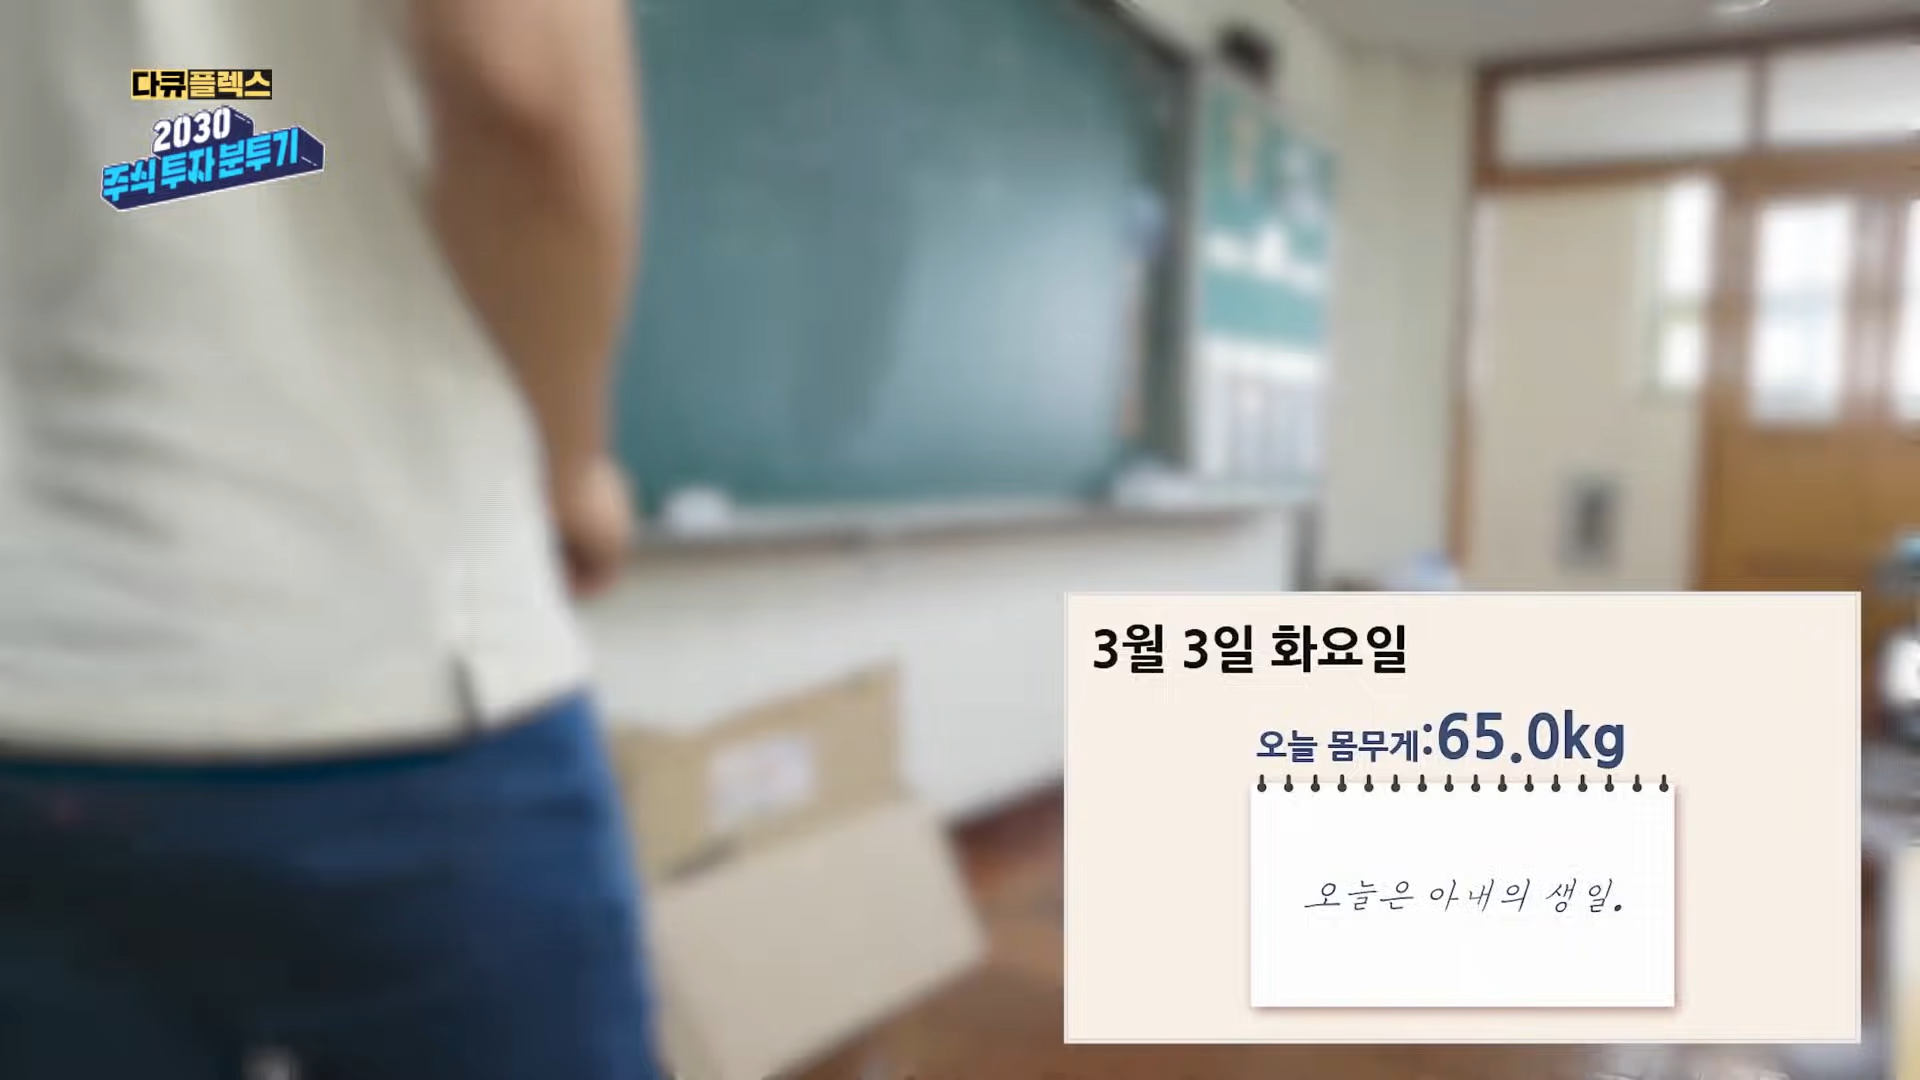 다큐플렉스
2030
주식 투자 분투기
3월 3일 화요일
오늘 몸무게:65.0kg
오늘은 아내의 생일.